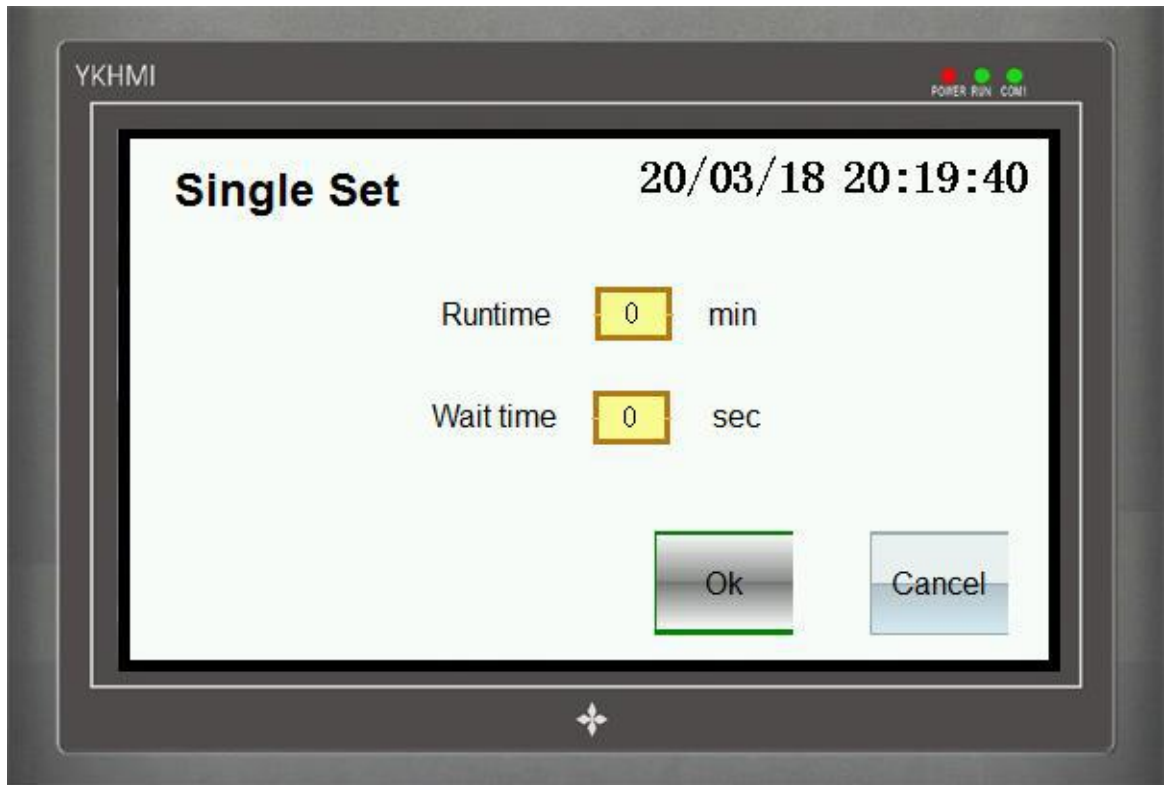 YKHMI
POWER RUN COM1
Single Set
20/03/18 20:19:40
Runtime 0 min
Wait time 0 sec
Ok Cancel